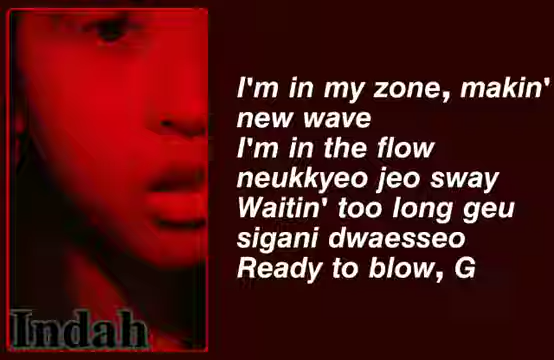 I'm in my zone, makin'
new wave
I'm in the flow
neukkyeo jeo sway
Waitin' too long geu
sigani dwaesseo
Ready to blow, G
Indah